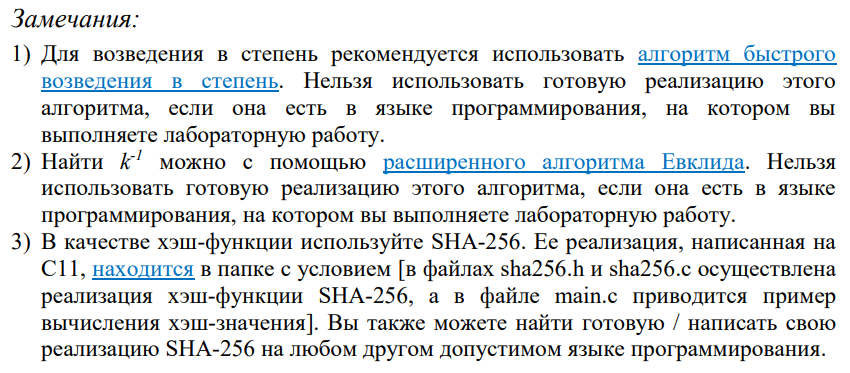 Замечания:
1) Для возведения в степень рекомендуется использовать алгоритм быстрого
возведения в степень. Нельзя использовать готовую реализацию этого
алгоритма, если она есть в языке программирования, на котором вы
выполняете лабораторную работу.
2) Найти k⁻¹ можно с помощью расширенного алгоритма Евклида. Нельзя
использовать готовую реализацию этого алгоритма, если она есть в языке
программирования, на котором вы выполняете лабораторную работу.
3) В качестве хэш-функции используйте SHA-256. Ее реализация, написанная на
C11, находится в папке с условием [в файлах sha256.h и sha256.c осуществлена
реализация хэш-функции SHA-256, а в файле main.c приводится пример
вычисления хэш-значения]. Вы также можете найти готовую / написать свою
реализацию SHA-256 на любом другом допустимом языке программирования.